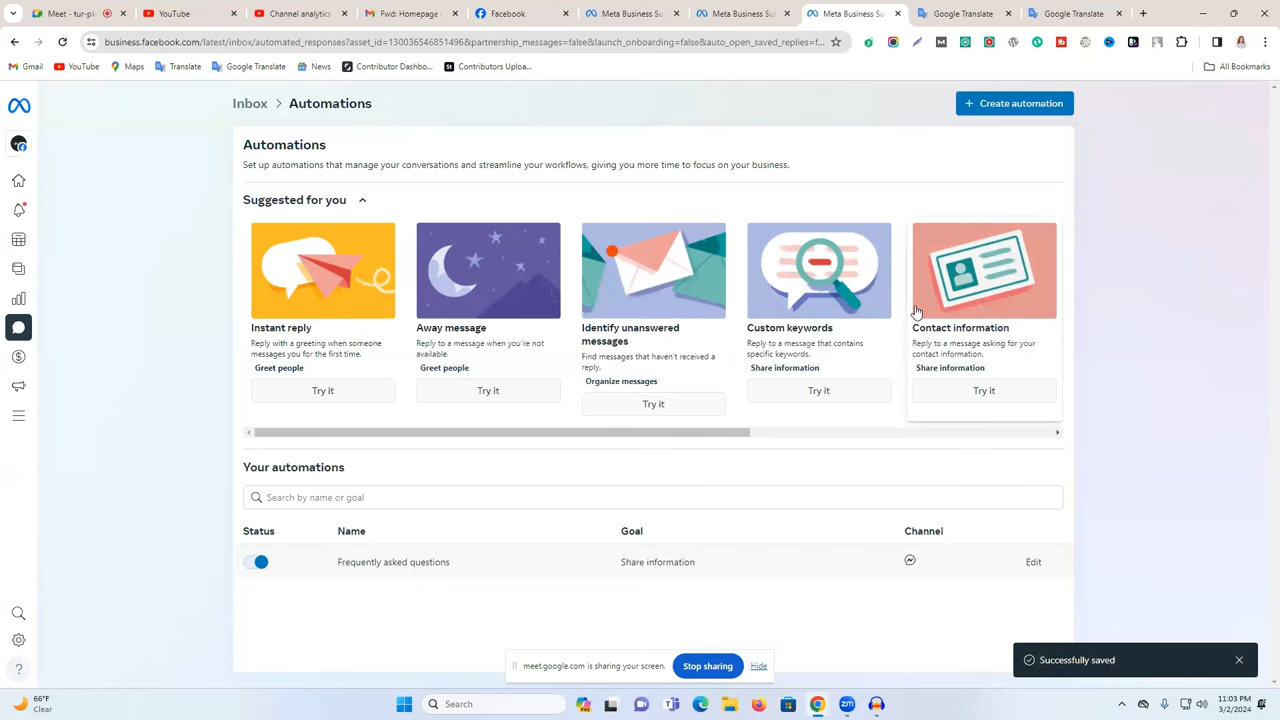 Meet - tur-pk
YouTube
Channel analytics
Fwd: Homepage
Facebook
Meta Business Su
Meta Business Su
Meta Business Su
Google Translate
Google Translate
business.facebook.com/latest/inbox/automated_responses?asset_id=130036546851496&partnership_messages=false&launch_onboarding=false&auto_open_saved_replies=f...
Gmail
YouTube
Maps
Translate
Google Translate
News
Contributor Dashbo...
Contributors Uploa...
All Bookmarks
Inbox > Automations
+ Create automation
Automations
Set up automations that manage your conversations and streamline your workflows, giving you more time to focus on your business.
Suggested for you
Instant reply
Reply with a greeting when someone
messages you for the first time.
Greet people
Try it
Away message
Reply to a message when you're not
available.
Greet people
Try it
Identify unanswered
messages
Find messages that haven't received a
reply.
Organize messages
Try it
Custom keywords
Reply to a message that contains
specific keywords.
Share information
Try it
Contact information
Reply to a message asking for your
contact information.
Share information
Try it
Your automations
Search by name or goal
Status Name Goal Channel
Frequently asked questions Share information Edit
meet.google.com is sharing your screen.
Stop sharing
Hide
Successfully saved
66°F
Clear
Search
11:03 PM
3/2/2024